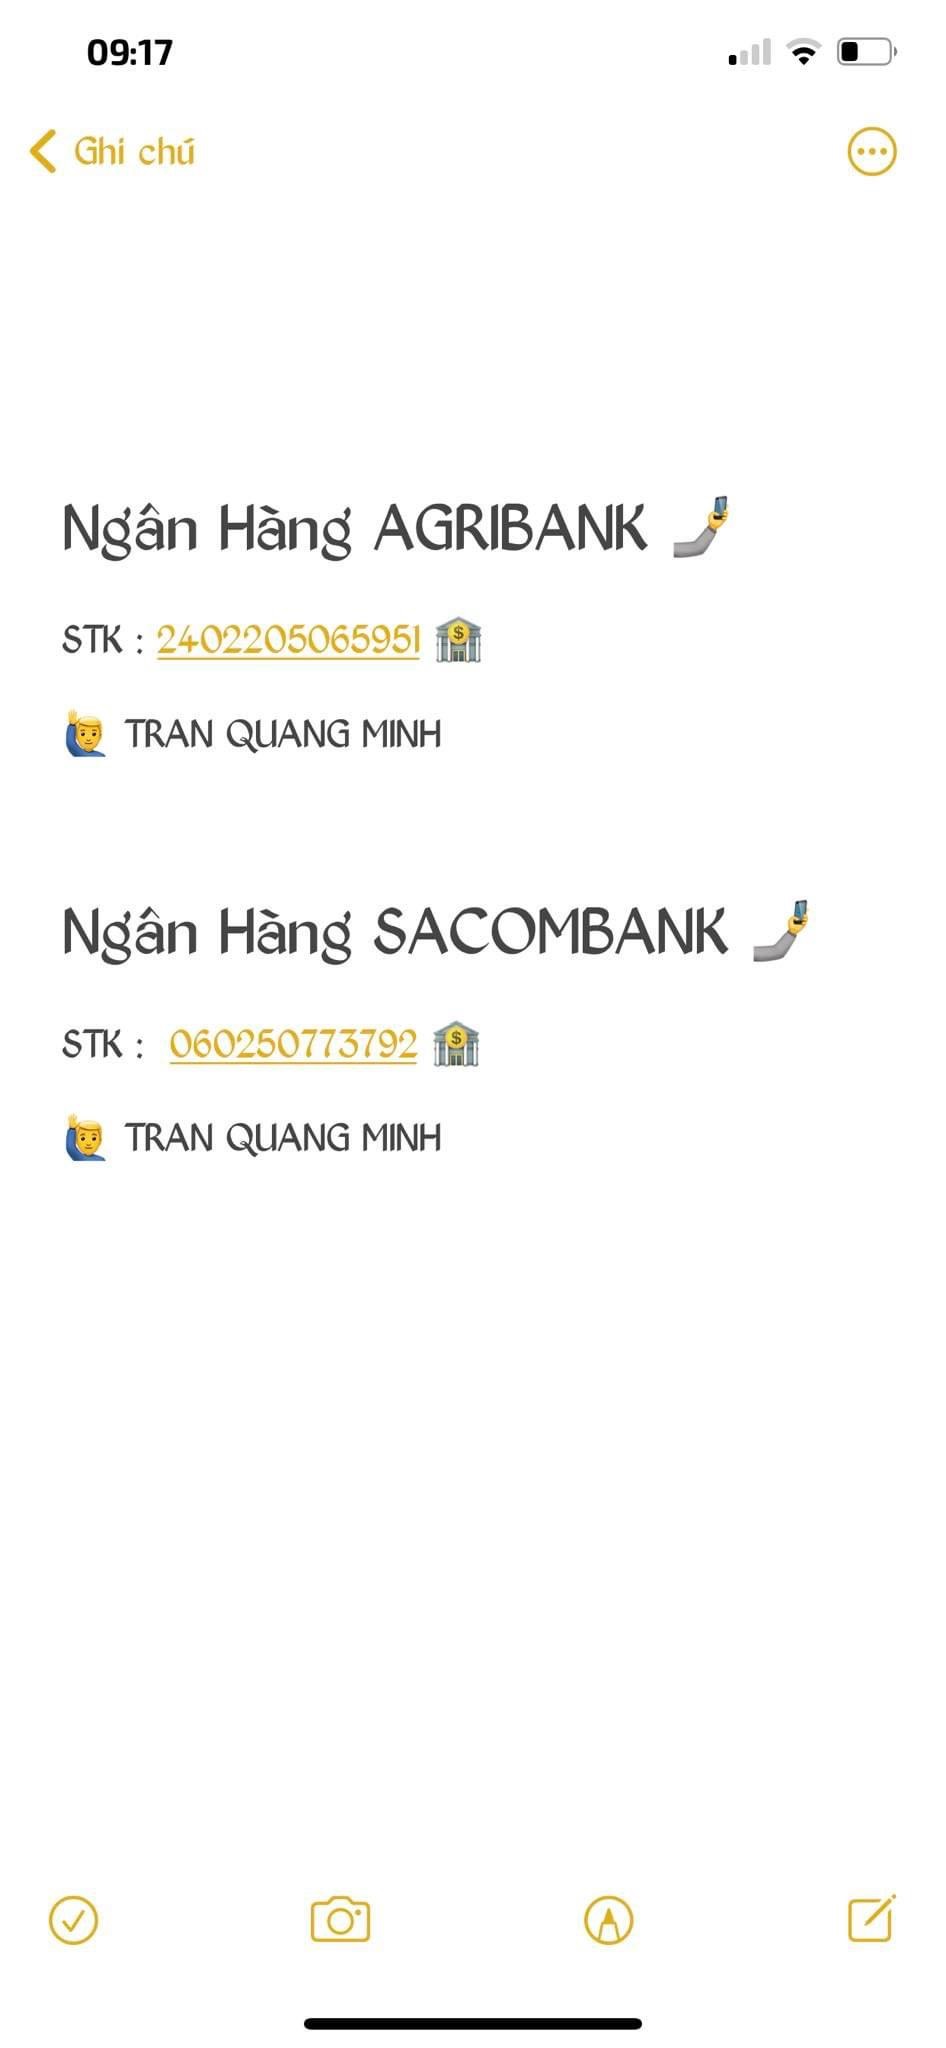 09:17
Ghi chú
Ngân Hàng AGRIBANK
STK : 2402205065951
TRAN QUANG MINH
Ngân Hàng SACOMBANK
STK : 060250773792
TRAN QUANG MINH